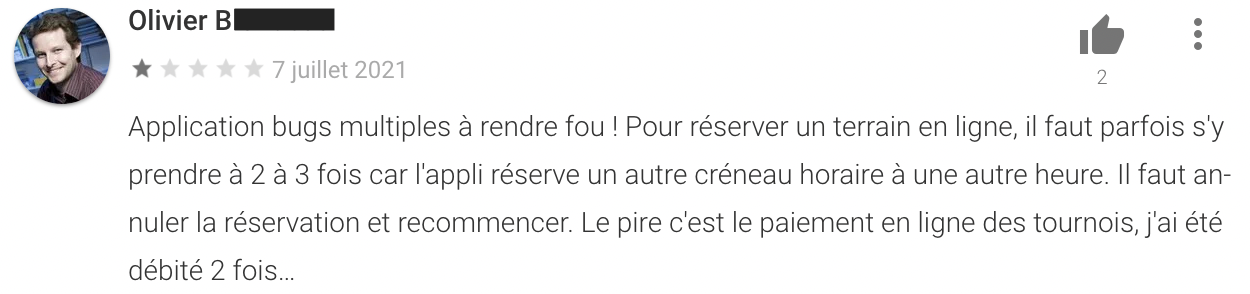 Olivier B
7 juillet 2021
2
Application bugs multiples à rendre fou ! Pour réserver un terrain en ligne, il faut parfois s'y
prendre à 2 à 3 fois car l'appli réserve un autre créneau horaire à une autre heure. Il faut an-
nuler la réservation et recommencer. Le pire c'est le paiement en ligne des tournois, j'ai été
débité 2 fois…